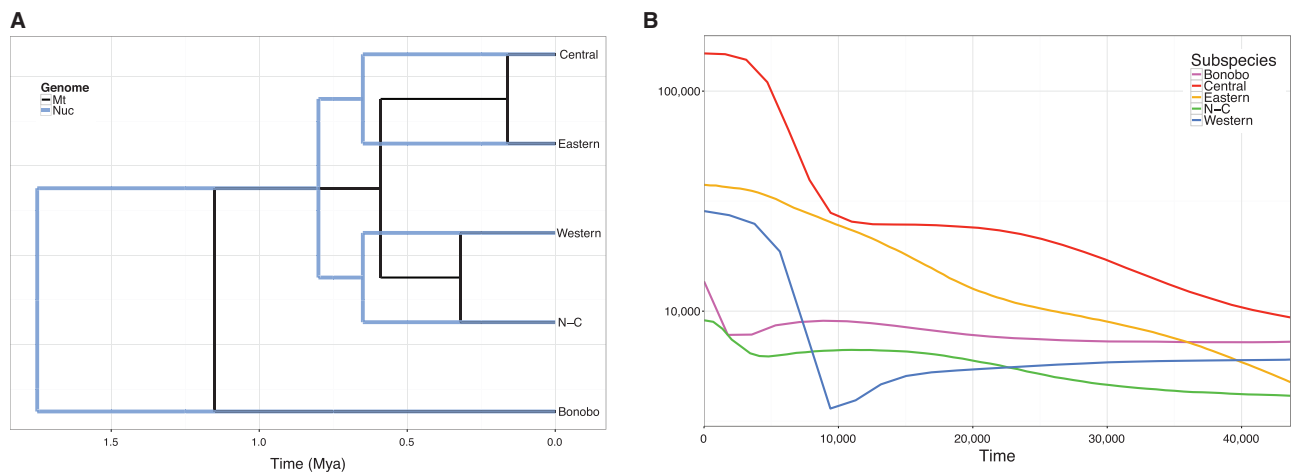 A
Genome
Mt
Nuc
Central
Eastern
Western
N–C
Bonobo
1.5
1.0
0.5
0.0
Time (Mya)
B
100,000
10,000
Subspecies
Bonobo
Central
Eastern
N–C
Western
0
10,000
20,000
30,000
40,000
Time